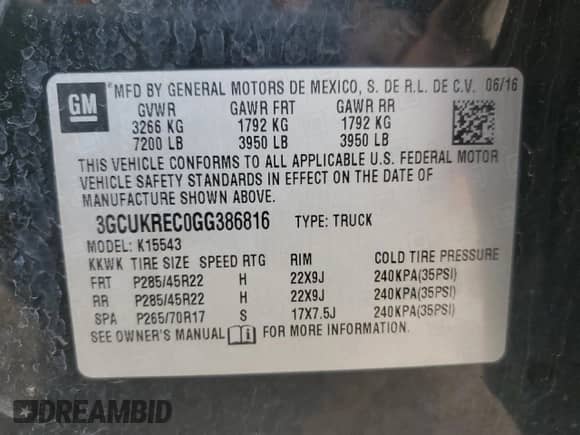 GM
MFD BY GENERAL MOTORS DE MEXICO, S. DE R.L. DE C.V. 06/16
GVWR GAWR FRT GAWR RR
3266 KG 1792 KG 1792 KG
7200 LB 3950 LB 3950 LB
THIS VEHICLE CONFORMS TO ALL APPLICABLE U.S. FEDERAL MOTOR
VEHICLE SAFETY STANDARDS IN EFFECT ON THE DATE OF
MANUFACTURE SHOWN ABOVE.
3GCUKREC0GG386816 TYPE: TRUCK
MODEL: K15543
KKWK TIRE SIZE SPEED RTG RIM COLD TIRE PRESSURE
FRT P285/45R22 H 22X9J 240KPA(35PSI)
RR P285/45R22 H 22X9J 240KPA(35PSI)
SPA P265/70R17 S 17X7.5J 240KPA(35PSI)
SEE OWNER'S MANUAL i FOR MORE INFORMATION.
DREAMBID